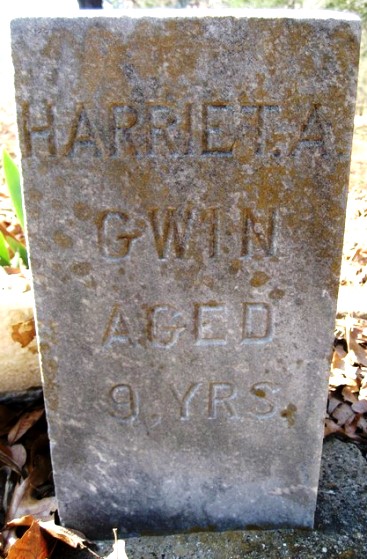 HARRIET. A
GWIN
AGED
9, YRS.